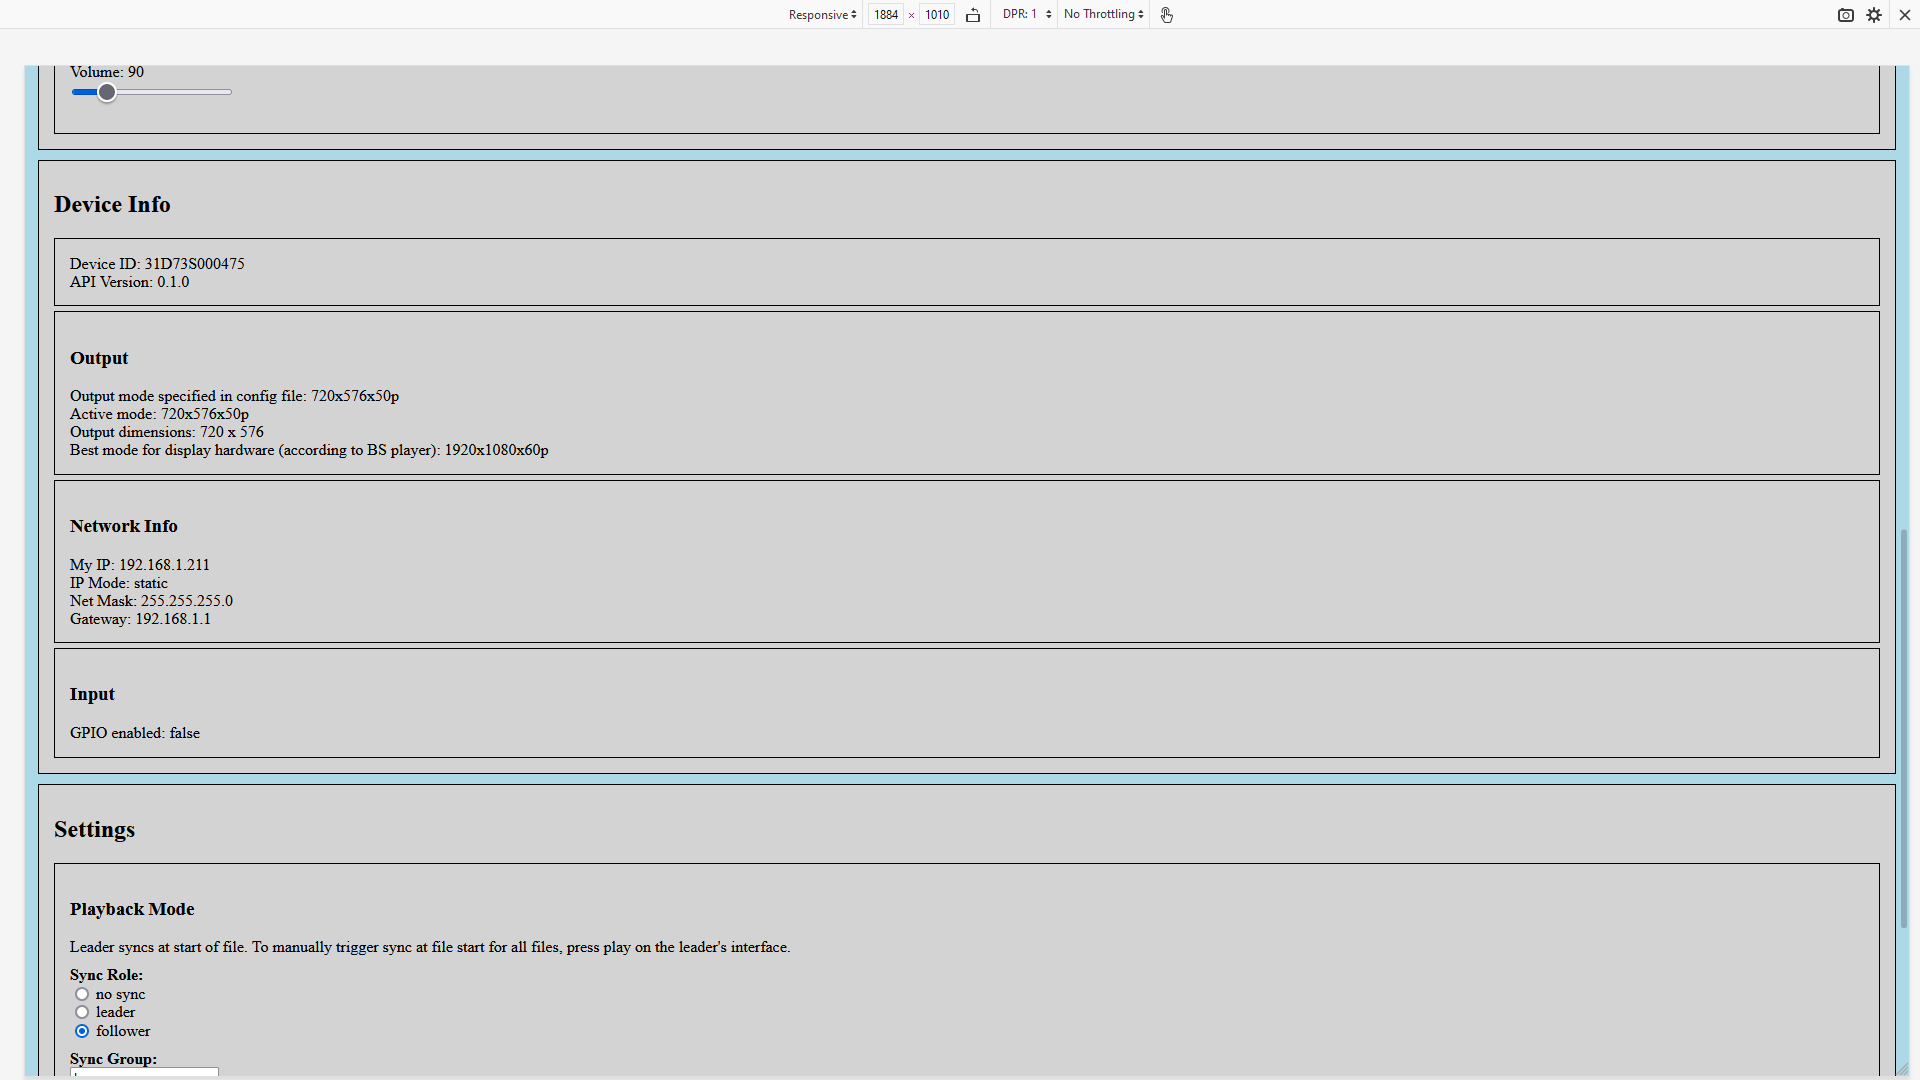 Responsive
1884 × 1010
DPR: 1
No Throttling
Volume: 90
Device Info
Device ID: 31D73S000475
API Version: 0.1.0
Output
Output mode specified in config file: 720x576x50p
Active mode: 720x576x50p
Output dimensions: 720 x 576
Best mode for display hardware (according to BS player): 1920x1080x60p
Network Info
My IP: 192.168.1.211
IP Mode: static
Net Mask: 255.255.255.0
Gateway: 192.168.1.1
Input
GPIO enabled: false
Settings
Playback Mode
Leader syncs at start of file. To manually trigger sync at file start for all files, press play on the leader's interface.
Sync Role:
no sync
leader
follower
Sync Group: